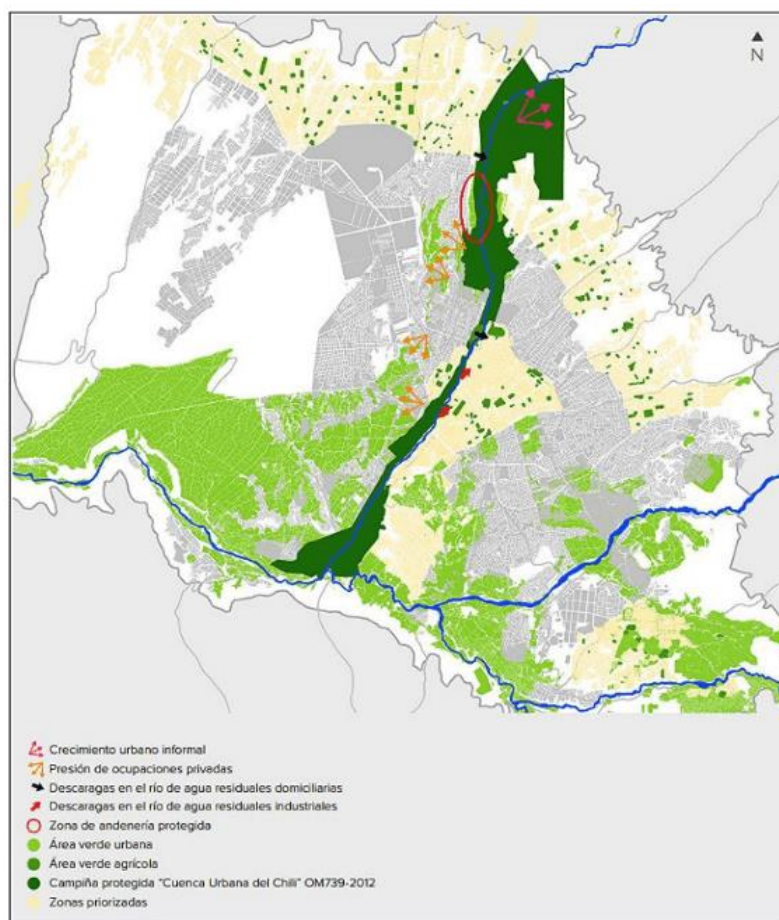 N
Crecimiento urbano informal
Presión de ocupaciones privadas
Descaragas en el río de agua residuales domiciliarias
Descaragas en el río de agua residuales industriales
Zona de andenería protegida
Área verde urbana
Área verde agrícola
Campiña protegida "Cuenca Urbana del Chili" OM739-2012
Zonas priorizadas